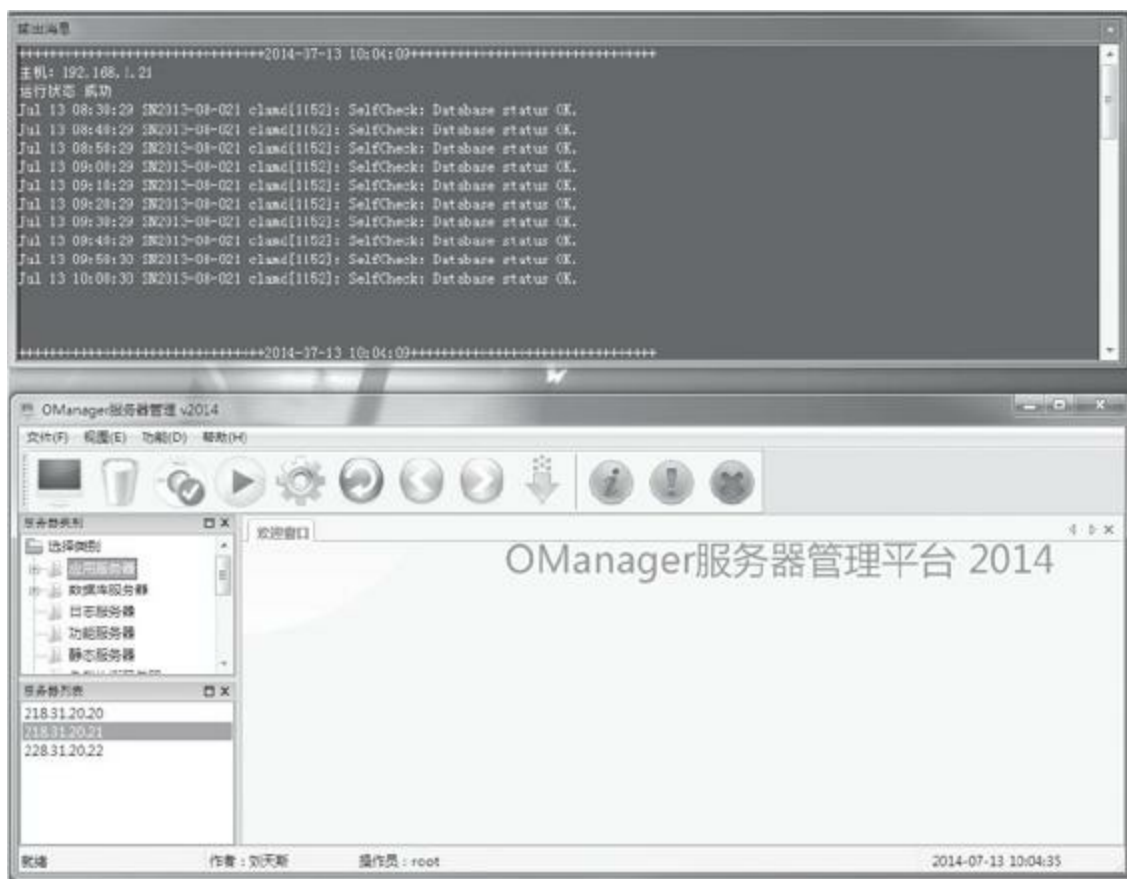 输出消息
++++++++++++++++++++++++++++++++2014-37-13 10:04:09++++++++++++++++++++++++++++++++
主机: 192.168.1.21
运行状态 成功
Jul 13 08:30:29 SN2013-08-021 clamd[1152]: SelfCheck: Database status OK.
Jul 13 08:40:29 SN2013-08-021 clamd[1152]: SelfCheck: Database status OK.
Jul 13 08:50:29 SN2013-08-021 clamd[1152]: SelfCheck: Database status OK.
Jul 13 09:00:29 SN2013-08-021 clamd[1152]: SelfCheck: Database status OK.
Jul 13 09:10:29 SN2013-08-021 clamd[1152]: SelfCheck: Database status OK.
Jul 13 09:20:29 SN2013-08-021 clamd[1152]: SelfCheck: Database status OK.
Jul 13 09:30:29 SN2013-08-021 clamd[1152]: SelfCheck: Database status OK.
Jul 13 09:40:29 SN2013-08-021 clamd[1152]: SelfCheck: Database status OK.
Jul 13 09:50:30 SN2013-08-021 clamd[1152]: SelfCheck: Database status OK.
Jul 13 10:00:30 SN2013-08-021 clamd[1152]: SelfCheck: Database status OK.
++++++++++++++++++++++++++++++++2014-37-13 10:04:09++++++++++++++++++++++++++++++++
OManager服务器管理 v2014
文件(F) 视图(E) 功能(D) 帮助(H)
服务器类别
选择类别
应用服务器
数据库服务器
日志服务器
功能服务器
静态服务器
欢迎窗口
OManager服务器管理平台 2014
服务器列表
218.31.20.20
218.31.20.21
228.31.20.22
就绪 作者：刘天斯 操作员：root 2014-07-13 10:04:35